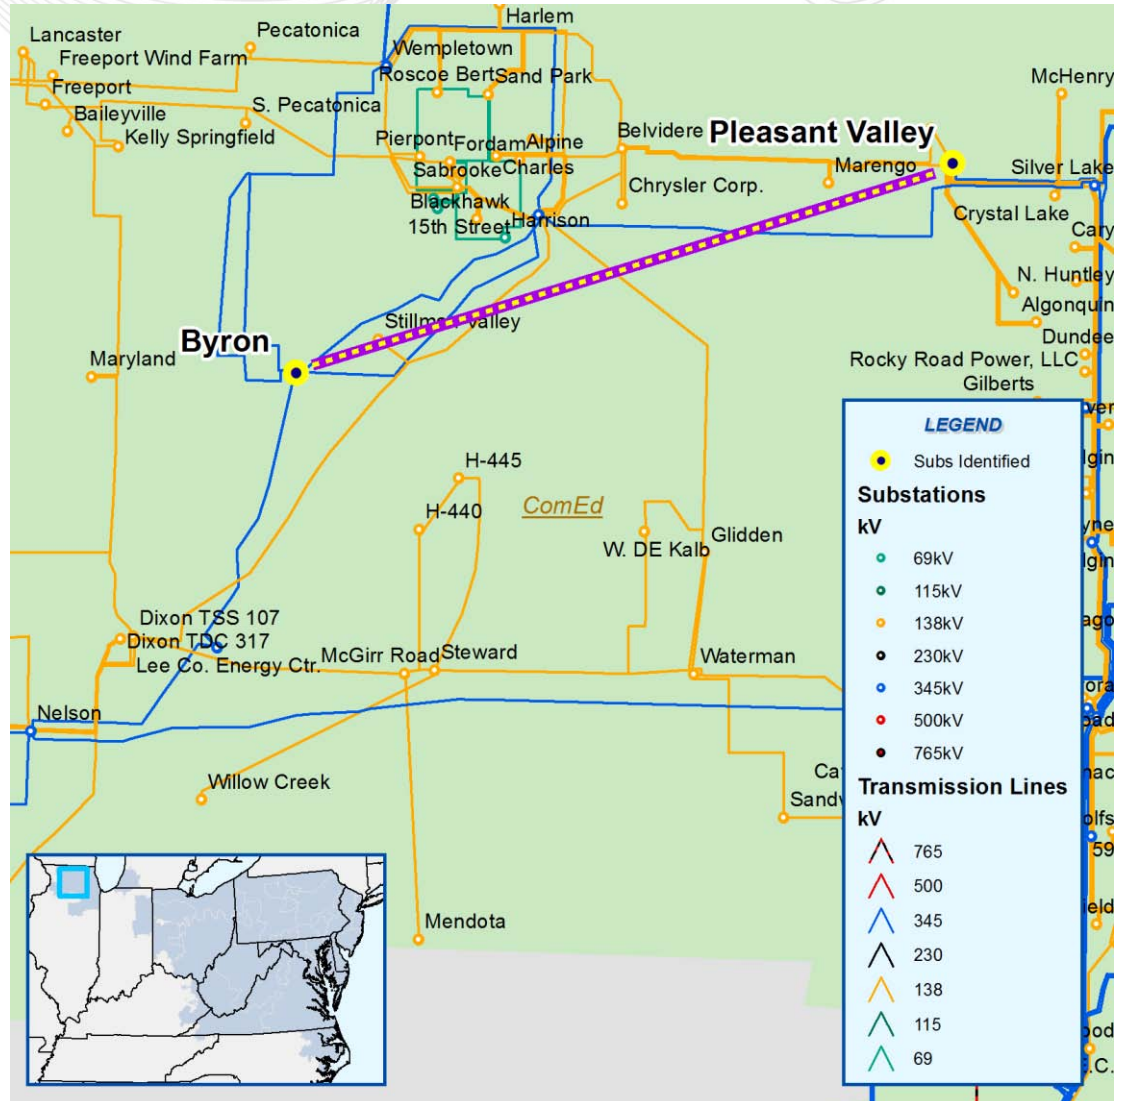 Harlem
Lancaster
Pecatonica
Wempletown
Freeport Wind Farm
Roscoe Bert
Sand Park
McHenry
Freeport
S. Pecatonica
Baileyville
Kelly Springfield
Pierpont
Fordam
Alpine
Belvidere
Pleasant Valley
Sabrooke
Charles
Marengo
Silver Lake
Chrysler Corp.
Blackhawk
Crystal Lake
15th Street
Harrison
Cary
N. Huntley
Algonquin
Stillman Valley
Byron
Dundee
Maryland
Rocky Road Power, LLC
Gilberts
LEGEND
Subs Identified
Substations
kV
69kV
115kV
138kV
230kV
345kV
500kV
765kV
Transmission Lines
kV
765
500
345
230
138
115
69
H-445
ComEd
H-440
Glidden
W. DE Kalb
Dixon TSS 107
Dixon TDC 317
Lee Co. Energy Ctr.
McGirr Road
Steward
Waterman
Nelson
Willow Creek
Mendota
59